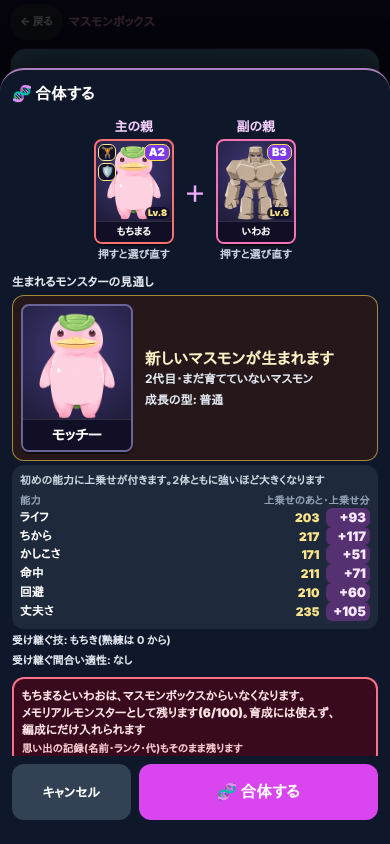 ← 戻る
マスモンボックス
🧬 合体する
主の親
副の親
A2
B3
Lv.8
Lv.6
もちまる
+
いわお
押すと選び直す
押すと選び直す
生まれるモンスターの見通し
新しいマスモンが生まれます
2代目・まだ育てていないマスモン
成長の型: 普通
モッチー
初めの能力に上乗せが付きます。2体ともに強いほど大きくなります
能力 上乗せのあと・上乗せ分
ライフ 203 +93
ちから 217 +117
かしこさ 171 +51
命中 211 +71
回避 210 +60
丈夫さ 235 +105
受け継ぐ技: もちき(熟練は 0 から)
受け継ぐ間合い適性: なし
もちまるといわおは、マスモンボックスからいなくなります。
メモリアルモンスターとして残ります(6/100)。育成には使えず、
編成にだけ入れられます
思い出の記録(名前・ランク・代)もそのまま残ります
キャンセル
🧬 合体する